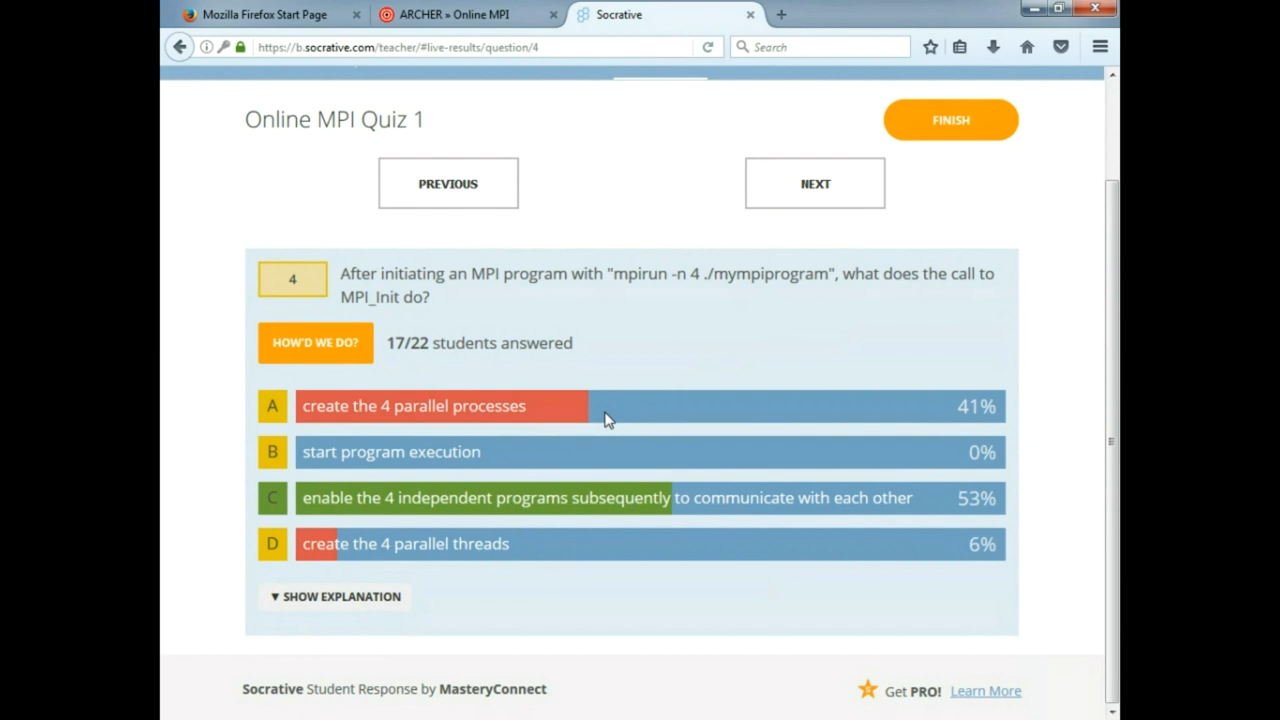 Mozilla Firefox Start Page
ARCHER » Online MPI
Socrative
https://b.socrative.com/teacher/#live-results/question/4
Search
Online MPI Quiz 1
FINISH
PREVIOUS
NEXT
4
After initiating an MPI program with "mpirun -n 4 ./mympiprogram", what does the call to
MPI_Init do?
HOW'D WE DO?
17/22 students answered
A create the 4 parallel processes 41%
B start program execution 0%
C enable the 4 independent programs subsequently to communicate with each other 53%
D create the 4 parallel threads 6%
▼ SHOW EXPLANATION
Socrative Student Response by MasteryConnect
Get PRO! Learn More